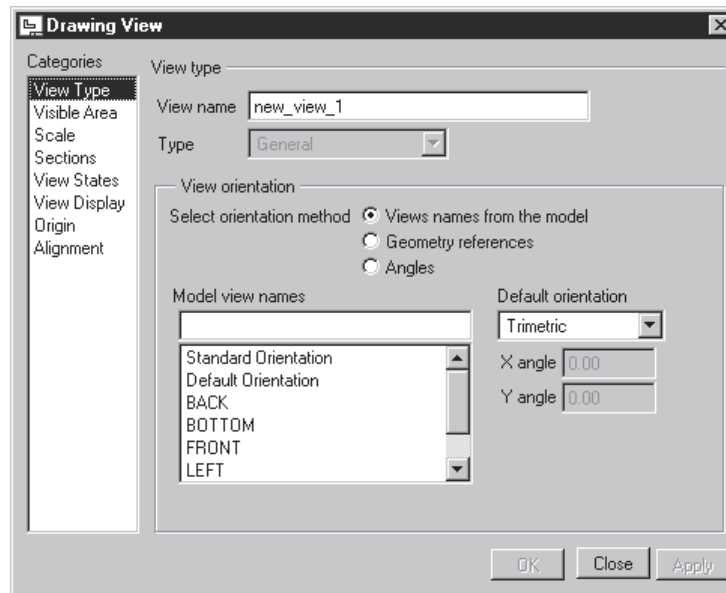 Drawing View
Categories
View Type
Visible Area
Scale
Sections
View States
View Display
Origin
Alignment
View type
View name new_view_1
Type General
View orientation
Select orientation method Views names from the model
Geometry references
Angles
Model view names
Standard Orientation
Default Orientation
BACK
BOTTOM
FRONT
LEFT
Default orientation
Trimetric
X angle 0.00
Y angle 0.00
OK Close Apply